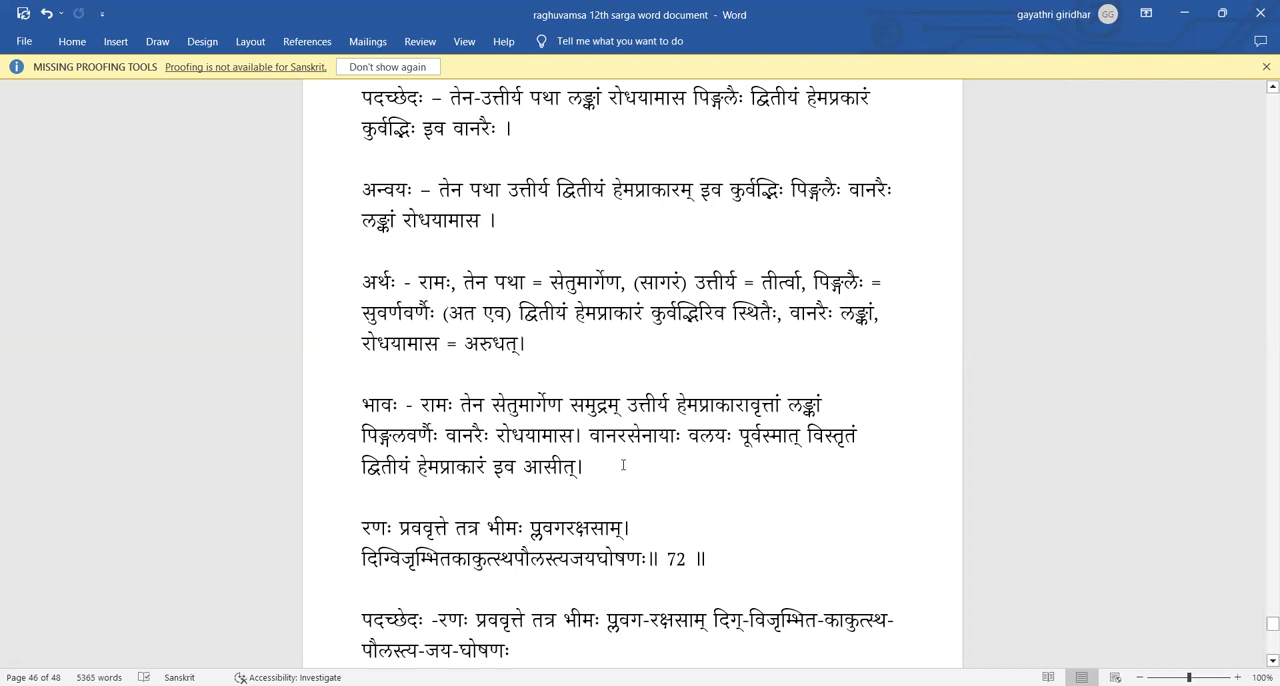 raghuvamsa 12th sarga word document - Word
gayathri giridhar GG
File Home Insert Draw Design Layout References Mailings Review View Help Tell me what you want to do
MISSING PROOFING TOOLS Proofing is not available for Sanskrit. Don't show again
पदच्छेदः – तेन-उत्तीर्य पथा लङ्कां रोधयामास पिङ्गलैः द्वितीयं हेमप्रकारं
कुर्वद्भिः इव वानरैः ।
अन्वयः – तेन पथा उत्तीर्य द्वितीयं हेमप्राकारम् इव कुर्वद्भिः पिङ्गलैः वानरैः
लङ्कां रोधयामास ।
अर्थः - रामः, तेन पथा = सेतुमार्गेण, (सागरं) उत्तीर्य = तीर्त्वा, पिङ्गलैः =
सुवर्णवर्णैः (अत एव) द्वितीयं हेमप्राकारं कुर्वद्भिरिव स्थितैः, वानरैः लङ्कां,
रोधयामास = अरुधत्।
भावः - रामः तेन सेतुमार्गेण समुद्रम् उत्तीर्य हेमप्राकारावृत्तां लङ्कां
पिङ्गलवर्णैः वानरैः रोधयामास। वानरसेनायाः वलयः पूर्वस्मात् विस्तृतं
द्वितीयं हेमप्राकारं इव आसीत्।
रणः प्रववृत्ते तत्र भीमः प्लवगरक्षसाम्।
दिग्विजृम्भितकाकुत्स्थपौलस्त्यजयघोषणः॥ 72 ॥
पदच्छेदः -रणः प्रववृत्ते तत्र भीमः प्लवग-रक्षसाम् दिग्-विजृम्भित-काकुत्स्थ-
पौलस्त्य-जय-घोषणः
Page 46 of 48 5365 words Sanskrit Accessibility: Investigate 100%